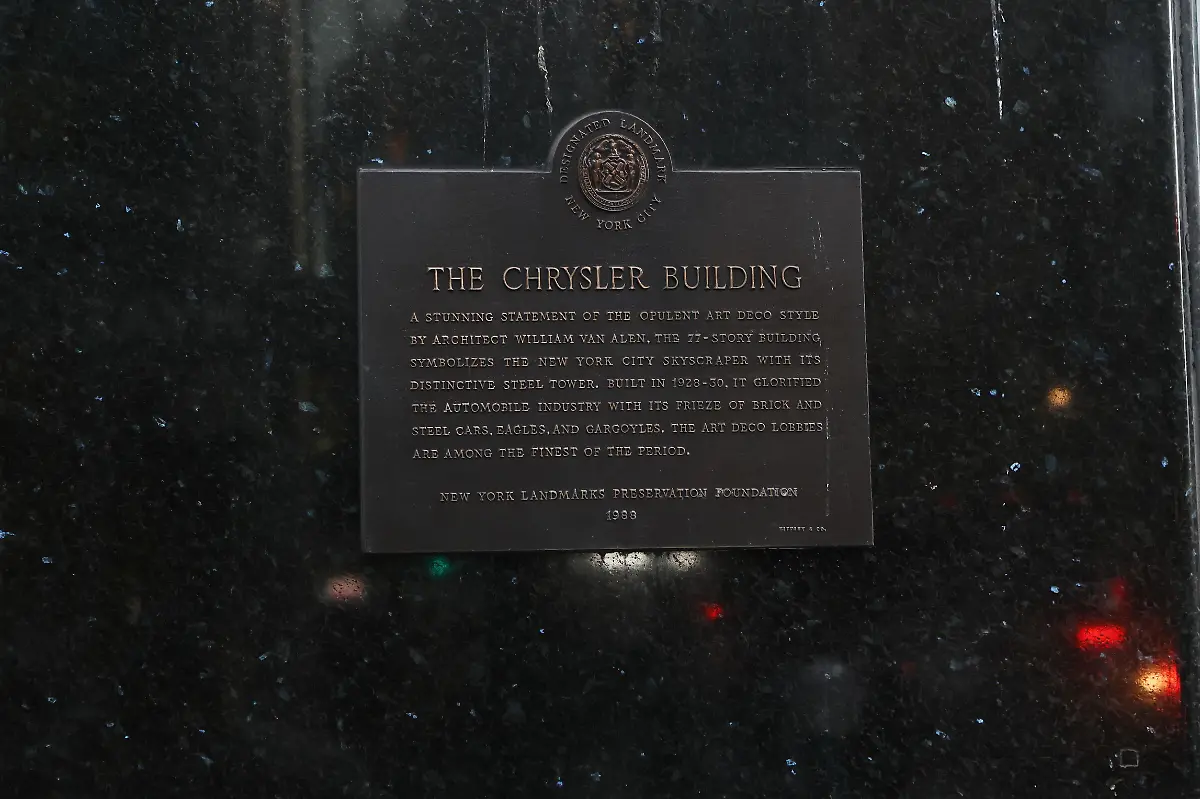 DESIGNATED LANDMARK
NEW YORK CITY
THE CHRYSLER BUILDING
A STUNNING STATEMENT OF THE OPULENT ART DECO STYLE
BY ARCHITECT WILLIAM VAN ALEN, THE 77-STORY BUILDING
SYMBOLIZES THE NEW YORK CITY SKYSCRAPER WITH ITS
DISTINCTIVE STEEL TOWER. BUILT IN 1928-30, IT GLORIFIED
THE AUTOMOBILE INDUSTRY WITH ITS FRIEZE OF BRICK AND
STEEL CARS, EAGLES, AND GARGOYLES. THE ART DECO LOBBIES
ARE AMONG THE FINEST OF THE PERIOD.
NEW YORK LANDMARKS PRESERVATION FOUNDATION
1988
& CO.